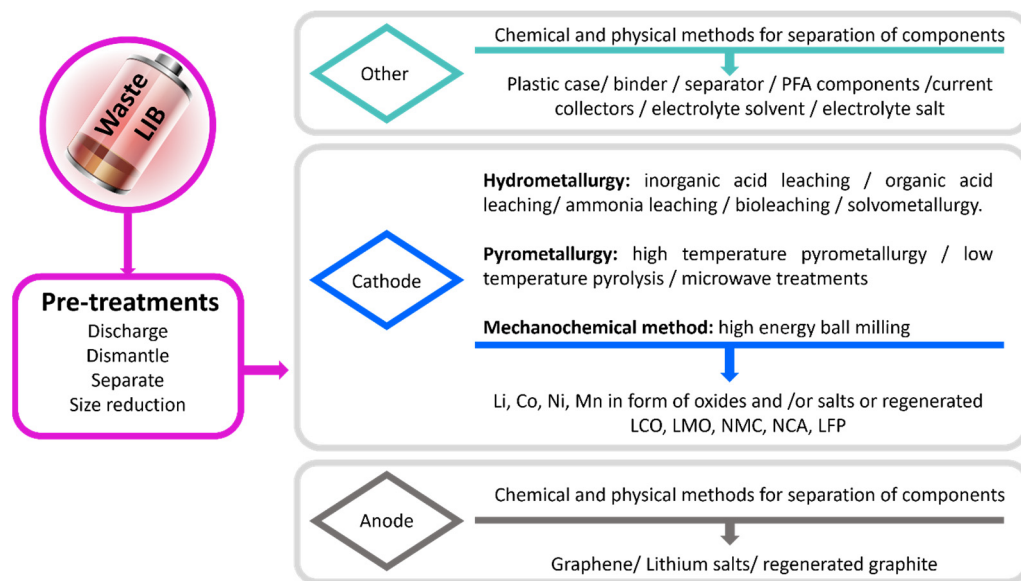 Waste
LIB
Pre-treatments
Discharge
Dismantle
Separate
Size reduction
Other
Chemical and physical methods for separation of components
Plastic case/ binder / separator / PFA components /current
collectors / electrolyte solvent / electrolyte salt
Cathode
Hydrometallurgy: inorganic acid leaching / organic acid
leaching/ ammonia leaching / bioleaching / solvometallurgy.
Pyrometallurgy: high temperature pyrometallurgy / low
temperature pyrolysis / microwave treatments
Mechanochemical method: high energy ball milling
Li, Co, Ni, Mn in form of oxides and /or salts or regenerated
LCO, LMO, NMC, NCA, LFP
Anode
Chemical and physical methods for separation of components
Graphene/ Lithium salts/ regenerated graphite